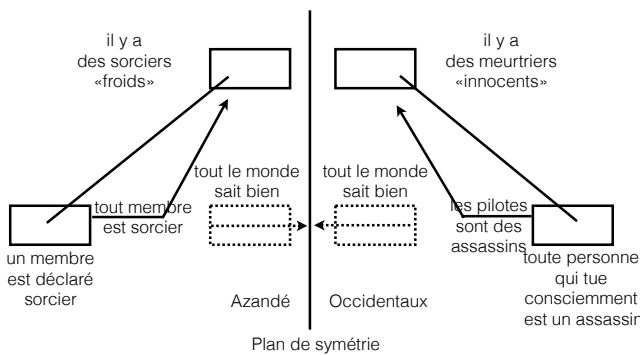 il y a
des sorciers
«froids»
il y a
des meurtriers
«innocents»
tout le monde
sait bien
tout le monde
sait bien
tout membre
est sorcier
les pilotes
sont des
assassins
un membre
est déclaré
sorcier
toute personne
qui tue
consciemment
est un assassin
Azandé
Occidentaux
Plan de symétrie